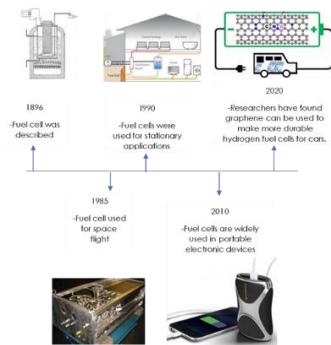 1896
-Fuel cell was
described
1990
-Fuel cells were
used for stationary
applications
2020
-Researchers have found
graphene can be used to
make more durable
hydrogen fuel cells for cars.
1985
-Fuel cell used
for space
flight
2010
-Fuel cells are widely
used in portable
electronic devices